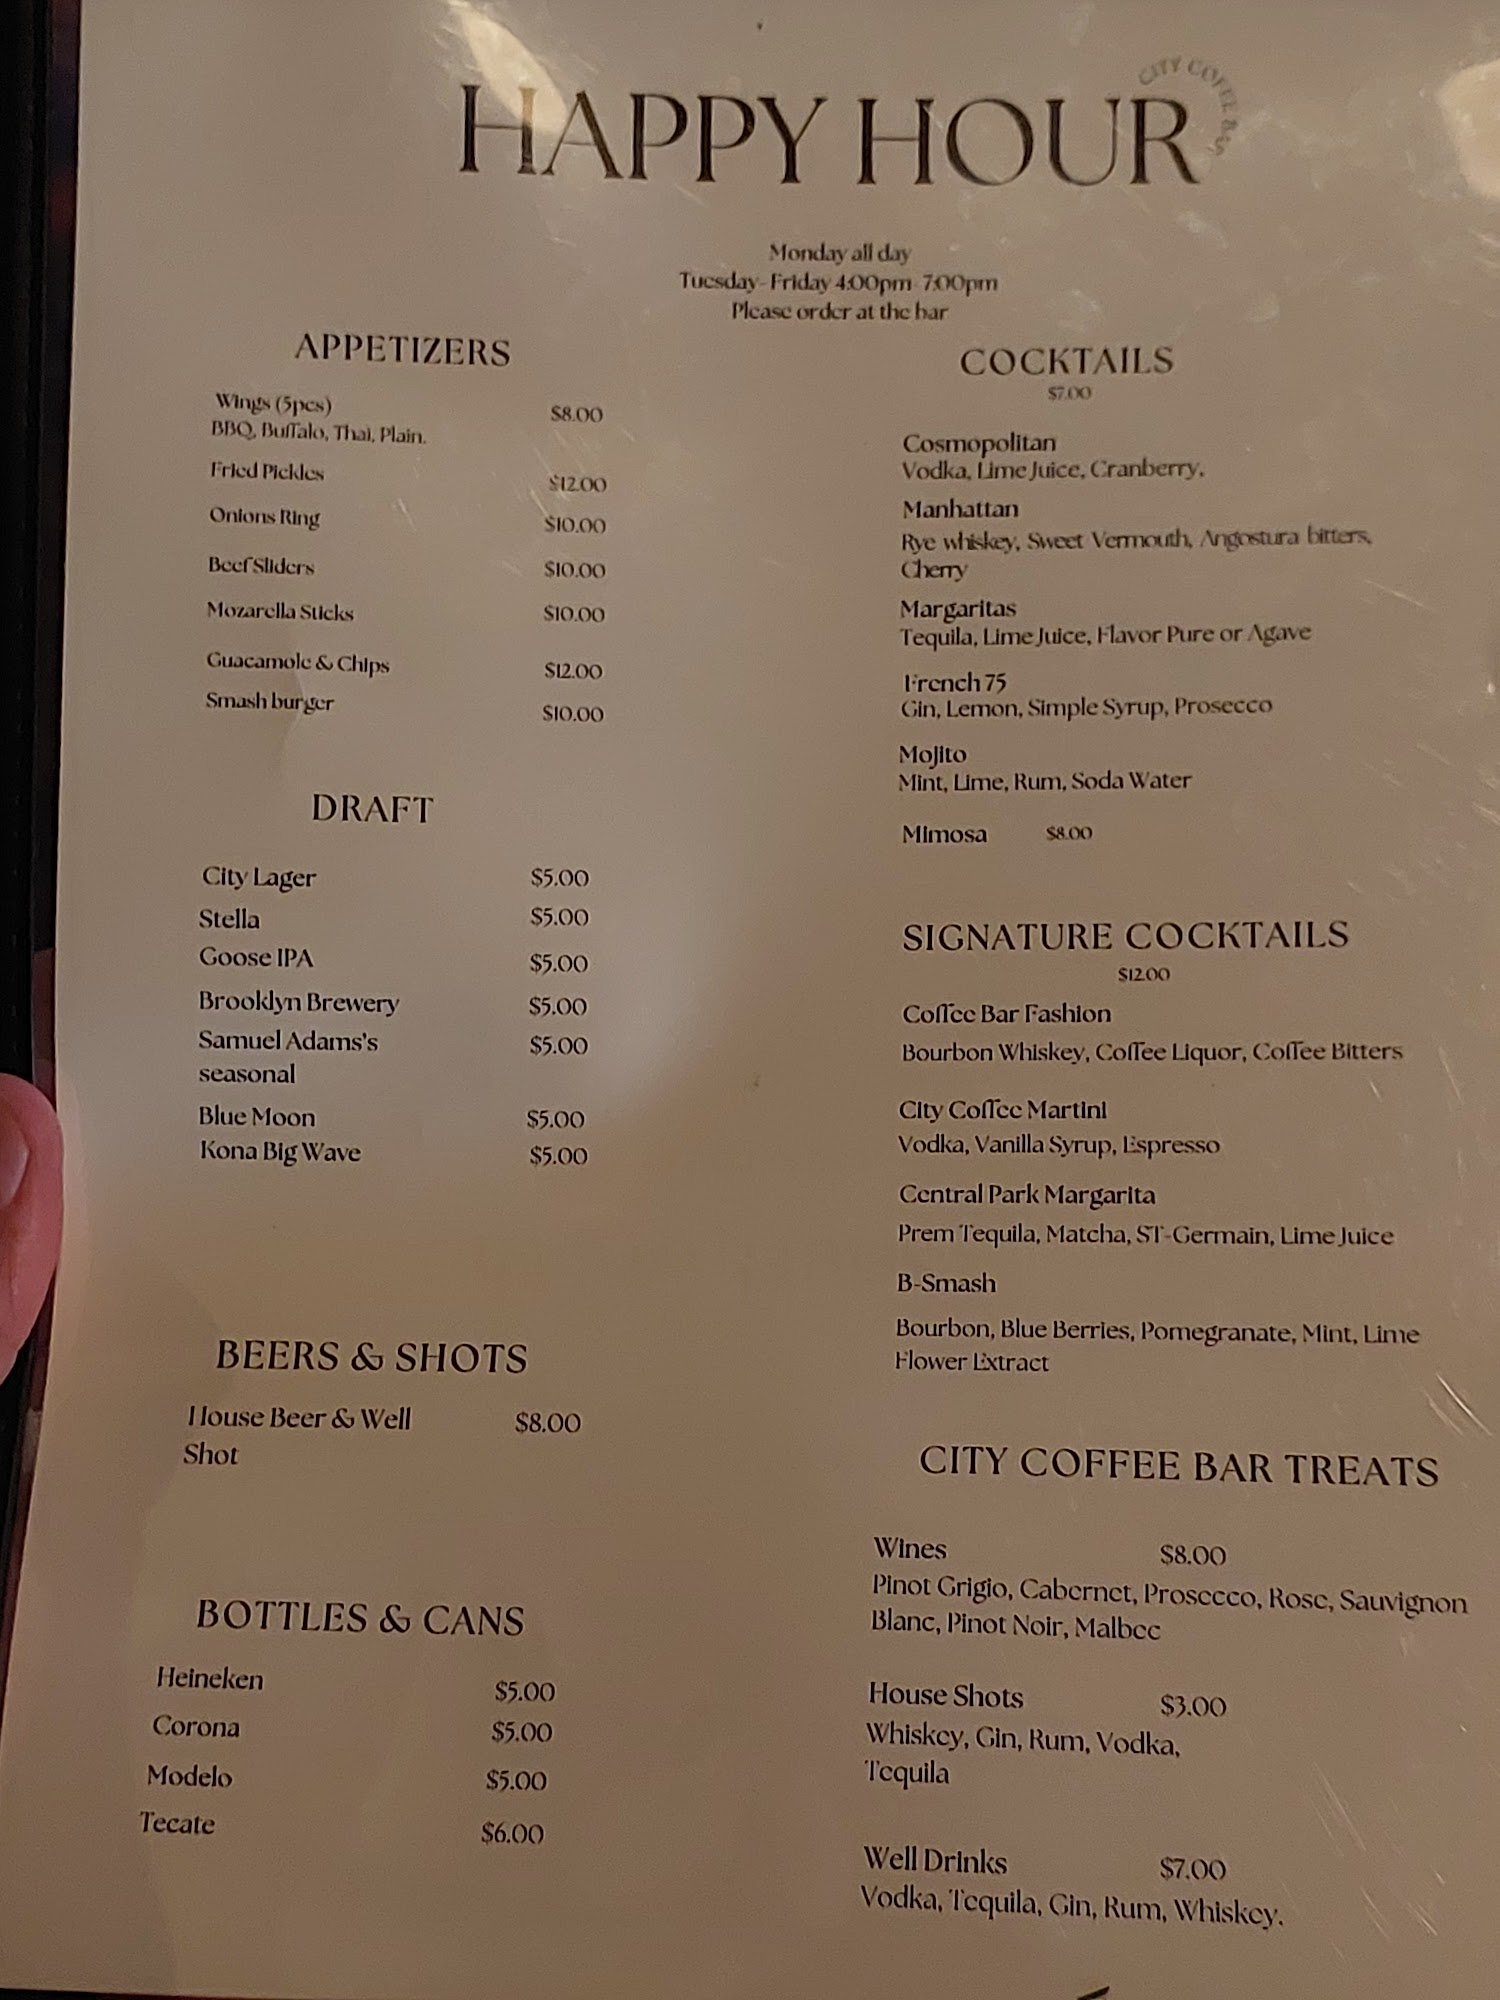 HAPPY HOUR
CITY COFFEE BAR
Monday all day
Tuesday- Friday 4:00pm- 7:00pm
Please order at the bar
APPETIZERS
Wings (5pcs) $8.00
BBQ, Buffalo, Thai, Plain.
Fried Pickles $12.00
Onions Ring $10.00
Beef Sliders $10.00
Mozarella Sticks $10.00
Guacamole & Chips $12.00
Smash burger $10.00
DRAFT
City Lager $5.00
Stella $5.00
Goose IPA $5.00
Brooklyn Brewery $5.00
Samuel Adams's $5.00
seasonal
Blue Moon $5.00
Kona Big Wave $5.00
BEERS & SHOTS
House Beer & Well $8.00
Shot
BOTTLES & CANS
Heineken $5.00
Corona $5.00
Modelo $5.00
Tecate $6.00
COCKTAILS
$7.00
Cosmopolitan
Vodka, Lime Juice, Cranberry,
Manhattan
Rye whiskey, Sweet Vermouth, Angostura bitters,
Cherry
Margaritas
Tequila, Lime Juice, Flavor Pure or Agave
French 75
Gin, Lemon, Simple Syrup, Prosecco
Mojito
Mint, Lime, Rum, Soda Water
Mimosa $8.00
SIGNATURE COCKTAILS
$12.00
Coffee Bar Fashion
Bourbon Whiskey, Coffee Liquor, Coffee Bitters
City Coffee Martini
Vodka, Vanilla Syrup, Espresso
Central Park Margarita
Prem Tequila, Matcha, ST-Germain, Lime Juice
B-Smash
Bourbon, Blue Berries, Pomegranate, Mint, Lime
Flower Extract
CITY COFFEE BAR TREATS
Wines $8.00
Pinot Grigio, Cabernet, Prosecco, Rose, Sauvignon
Blanc, Pinot Noir, Malbec
House Shots $3.00
Whiskey, Gin, Rum, Vodka,
Tequila
Well Drinks $7.00
Vodka, Tequila, Gin, Rum, Whiskey.